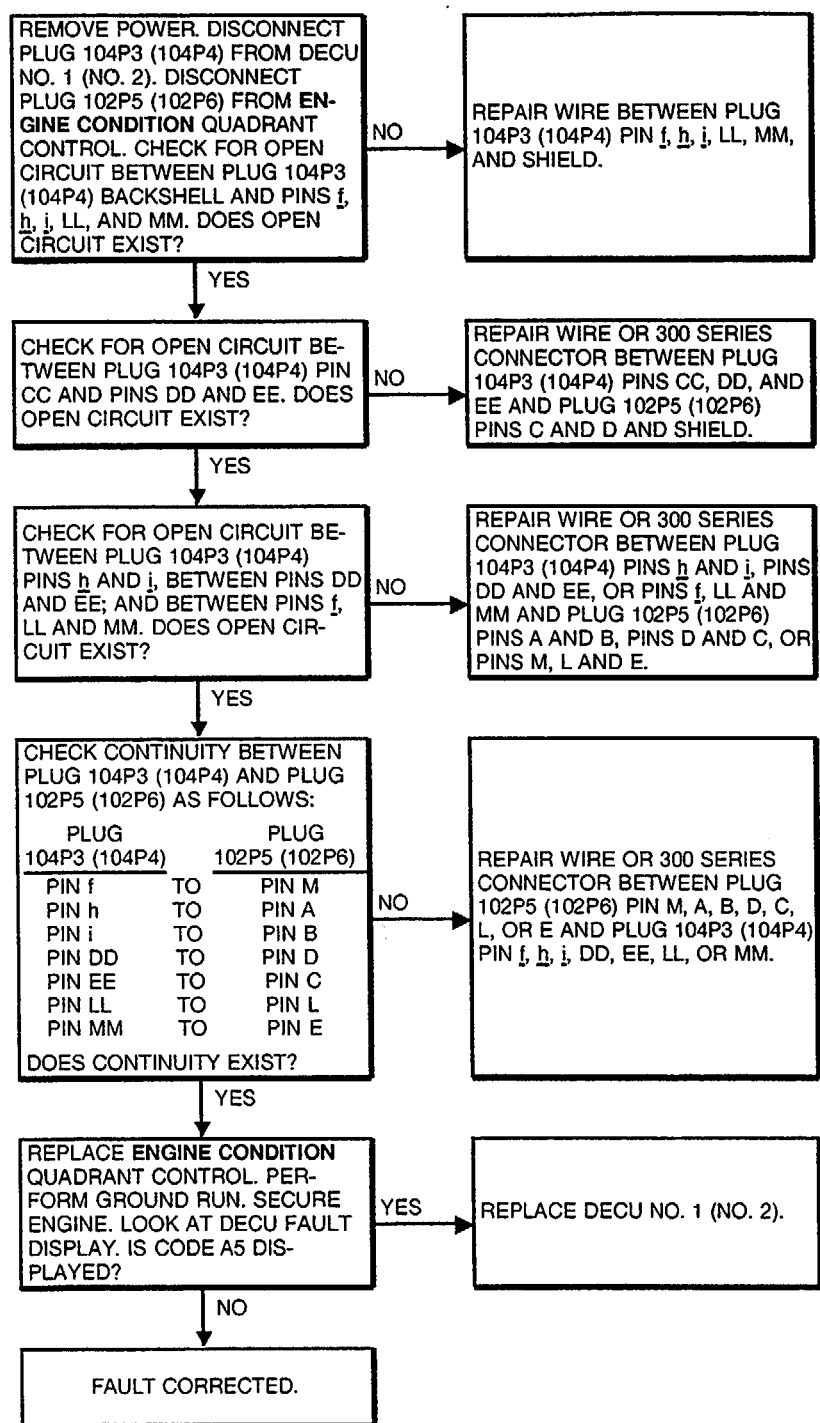 REMOVE POWER. DISCONNECT
PLUG 104P3 (104P4) FROM DECU
NO. 1 (NO. 2). DISCONNECT
PLUG 102P5 (102P6) FROM EN-
GINE CONDITION QUADRANT
CONTROL. CHECK FOR OPEN
CIRCUIT BETWEEN PLUG 104P3
(104P4) BACKSHELL AND PINS f,
h, i, LL, AND MM. DOES OPEN
CIRCUIT EXIST?
NO
REPAIR WIRE BETWEEN PLUG
104P3 (104P4) PIN f, h, i, LL, MM,
AND SHIELD.
YES
CHECK FOR OPEN CIRCUIT BE-
TWEEN PLUG 104P3 (104P4) PIN
CC AND PINS DD AND EE. DOES
OPEN CIRCUIT EXIST?
NO
REPAIR WIRE OR 300 SERIES
CONNECTOR BETWEEN PLUG
104P3 (104P4) PINS CC, DD, AND
EE AND PLUG 102P5 (102P6)
PINS C AND D AND SHIELD.
YES
CHECK FOR OPEN CIRCUIT BE-
TWEEN PLUG 104P3 (104P4)
PINS h AND i, BETWEEN PINS DD
AND EE; AND BETWEEN PINS f,
LL AND MM. DOES OPEN CIR-
CUIT EXIST?
NO
REPAIR WIRE OR 300 SERIES
CONNECTOR BETWEEN PLUG
104P3 (104P4) PINS h AND i, PINS
DD AND EE, OR PINS f, LL AND
MM AND PLUG 102P5 (102P6)
PINS A AND B, PINS D AND C, OR
PINS M, L AND E.
YES
CHECK CONTINUITY BETWEEN
PLUG 104P3 (104P4) AND PLUG
102P5 (102P6) AS FOLLOWS:
PLUG PLUG
104P3 (104P4) 102P5 (102P6)
PIN f TO PIN M
PIN h TO PIN A
PIN i TO PIN B
PIN DD TO PIN D
PIN EE TO PIN C
PIN LL TO PIN L
PIN MM TO PIN E
DOES CONTINUITY EXIST?
NO
REPAIR WIRE OR 300 SERIES
CONNECTOR BETWEEN PLUG
102P5 (102P6) PIN M, A, B, D, C,
L, OR E AND PLUG 104P3 (104P4)
PIN f, h, i, DD, EE, LL, OR MM.
YES
REPLACE ENGINE CONDITION
QUADRANT CONTROL. PER-
FORM GROUND RUN. SECURE
ENGINE. LOOK AT DECU FAULT
DISPLAY. IS CODE A5 DIS-
PLAYED?
YES
REPLACE DECU NO. 1 (NO. 2).
NO
FAULT CORRECTED.